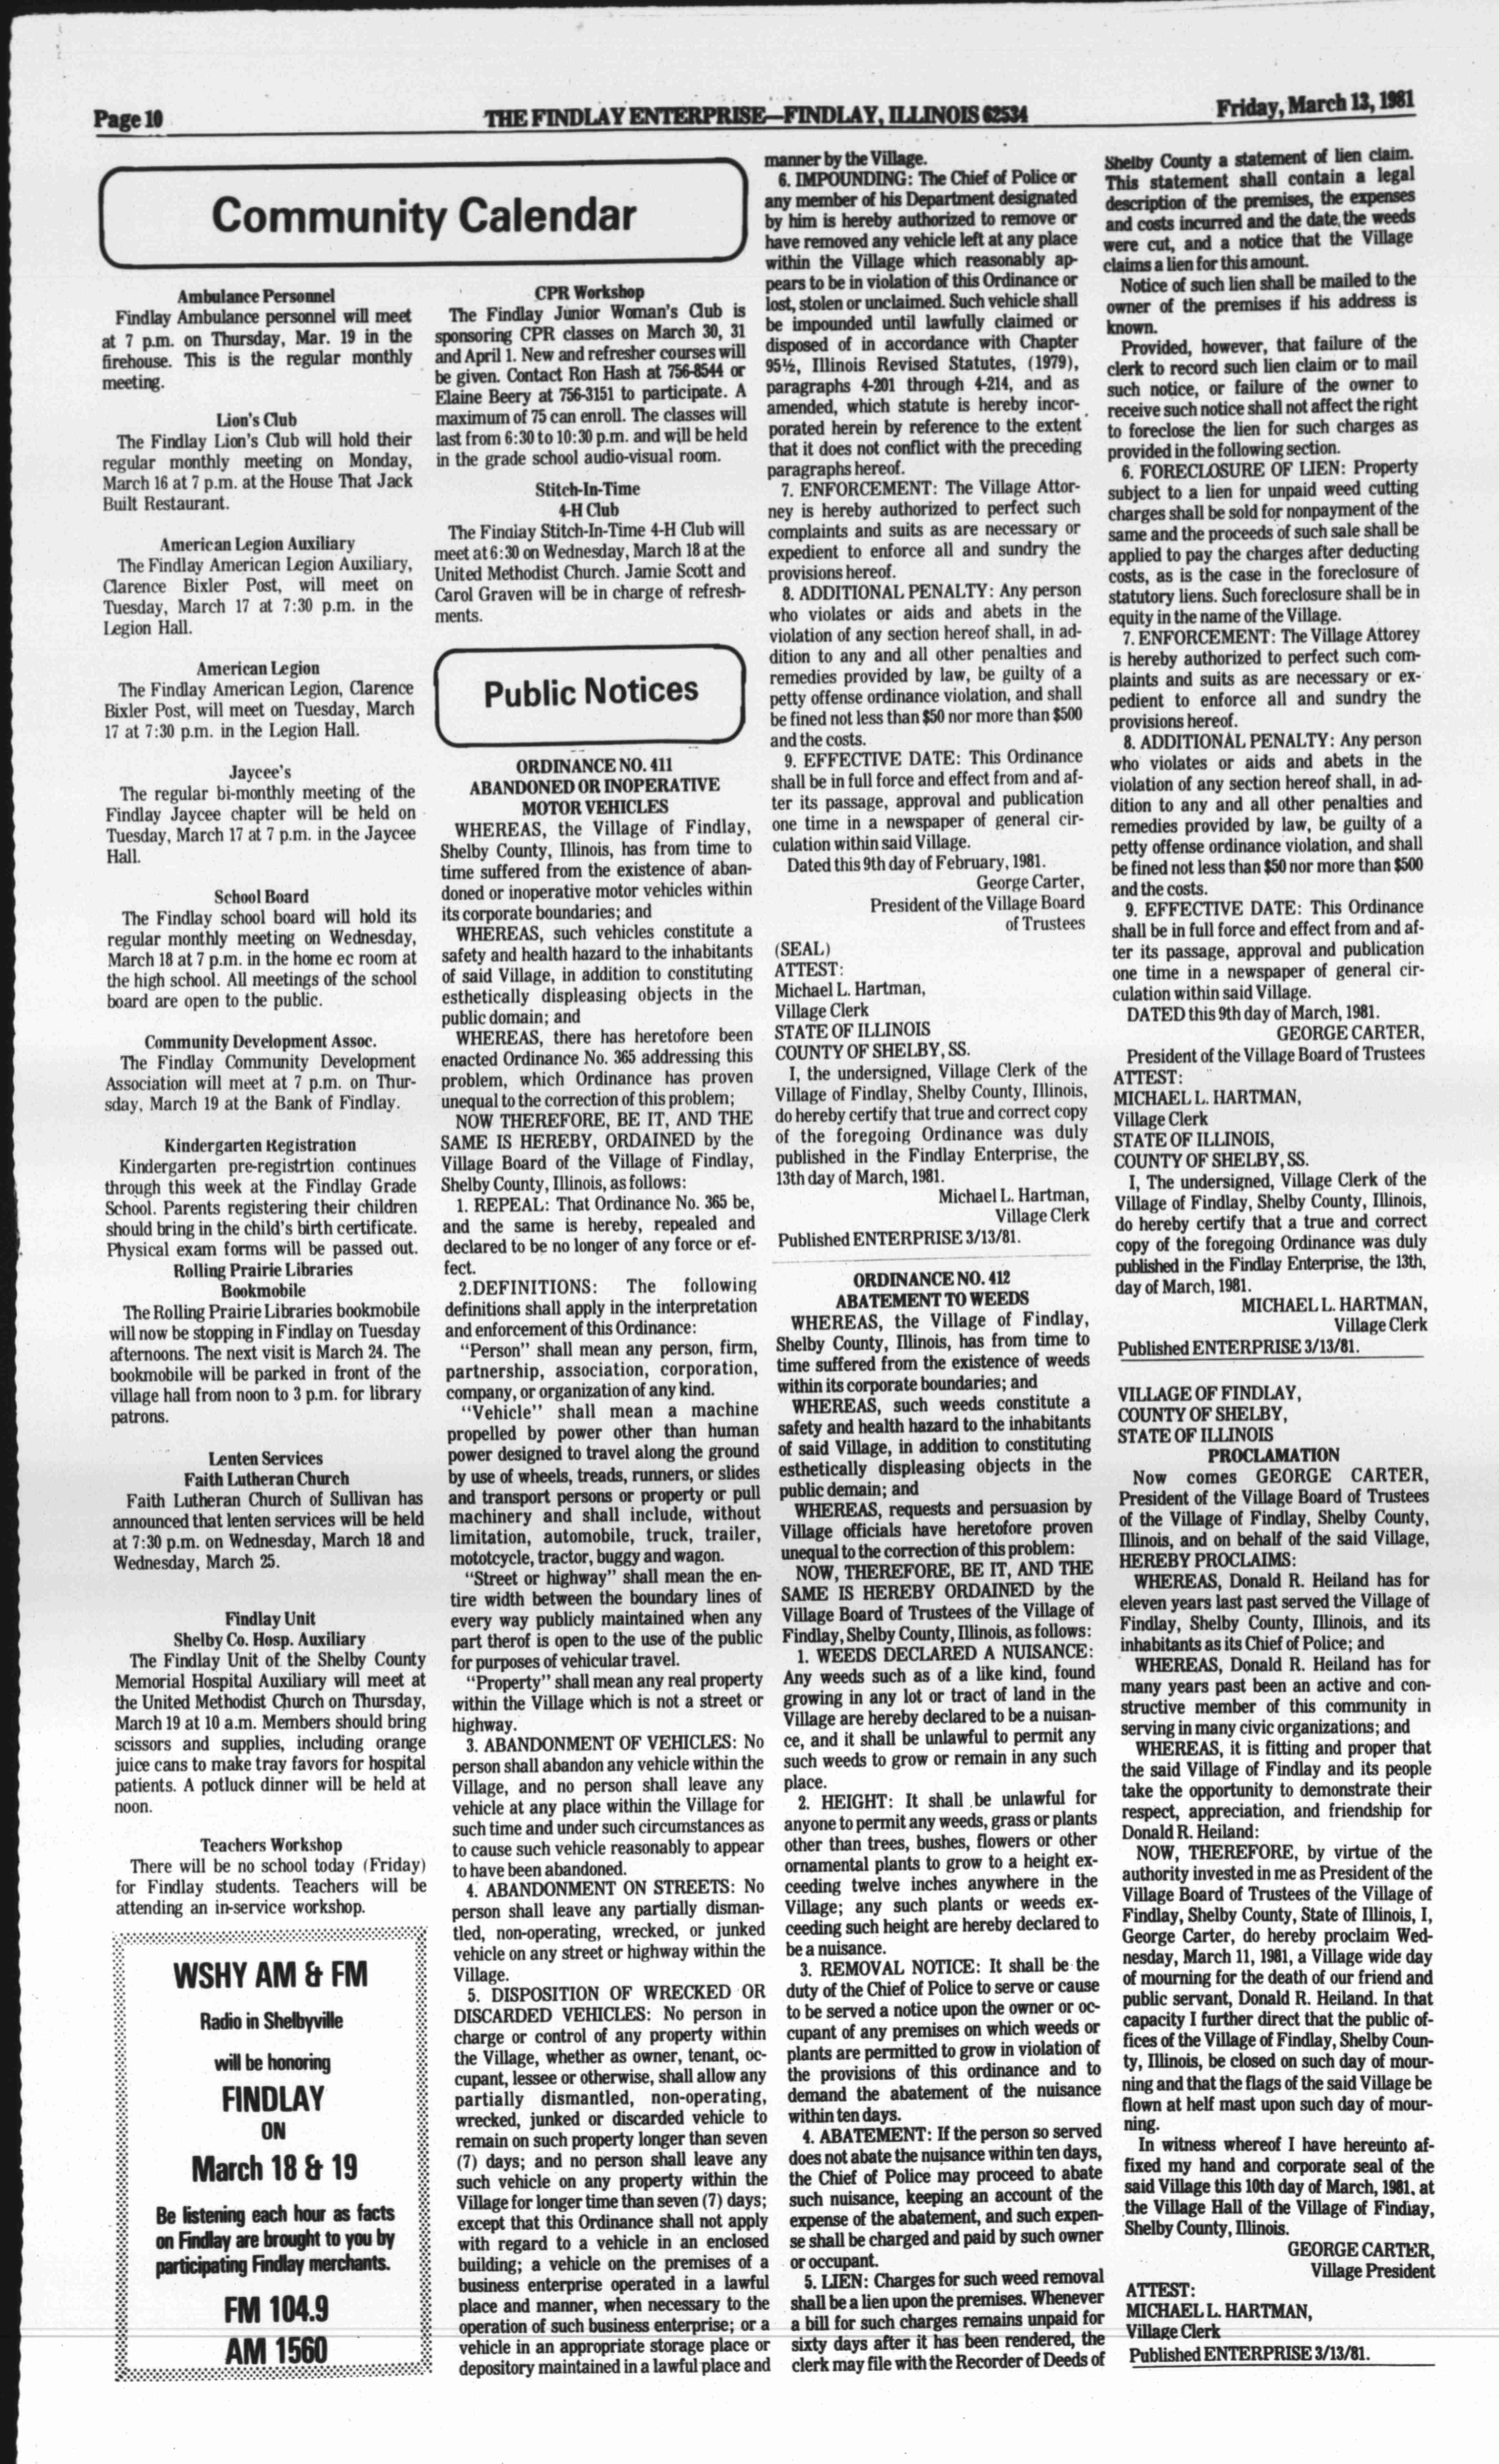 Page 10
THE FINDLAY ENTERPRISE—FINDLAY, ILLINOIS 62534
Friday, March 13, 1981
Community Calendar
Ambulance Personnel
Findlay Ambulance personnel will meet
at 7 p.m. on Thursday, Mar. 19 in the
firehouse. This is the regular monthly
meeting.
Lion's Club
The Findlay Lion's Club will hold their
regular monthly meeting on Monday,
March 16 at 7 p.m. at the House That Jack
Built Restaurant.
American Legion Auxiliary
The Findlay American Legion Auxiliary,
Clarence Bixler Post, will meet on
Tuesday, March 17 at 7:30 p.m. in the
Legion Hall.
American Legion
The Findlay American Legion, Clarence
Bixler Post, will meet on Tuesday, March
17 at 7:30 p.m. in the Legion Hall.
Jaycee's
The regular bi-monthly meeting of the
Findlay Jaycee chapter will be held on
Tuesday, March 17 at 7 p.m. in the Jaycee
Hall.
School Board
The Findlay school board will hold its
regular monthly meeting on Wednesday,
March 18 at 7 p.m. in the home ec room at
the high school. All meetings of the school
board are open to the public.
Community Development Assoc.
The Findlay Community Development
Association will meet at 7 p.m. on Thur-
sday, March 19 at the Bank of Findlay.
Kindergarten Registration
Kindergarten pre-registrtion continues
through this week at the Findlay Grade
School. Parents registering their children
should bring in the child's birth certificate.
Physical exam forms will be passed out.
Rolling Prairie Libraries
Bookmobile
The Rolling Prairie Libraries bookmobile
will now be stopping in Findlay on Tuesday
afternoons. The next visit is March 24. The
bookmobile will be parked in front of the
village hall from noon to 3 p.m. for library
patrons.
Lenten Services
Faith Lutheran Church
Faith Lutheran Church of Sullivan has
announced that lenten services will be held
at 7:30 p.m. on Wednesday, March 18 and
Wednesday, March 25.
Findlay Unit
Shelby Co. Hosp. Auxiliary
The Findlay Unit of the Shelby County
Memorial Hospital Auxiliary will meet at
the United Methodist Church on Thursday,
March 19 at 10 a.m. Members should bring
scissors and supplies, including orange
juice cans to make tray favors for hospital
patients. A potluck dinner will be held at
noon.
Teachers Workshop
There will be no school today (Friday)
for Findlay students. Teachers will be
attending an in-service workshop.
WSHY AM & FM
Radio in Shelbyville
will be honoring
FINDLAY
ON
March 18 & 19
Be listening each hour as facts
on Findlay are brought to you by
participating Findlay merchants.
FM 104.9
AM 1560
CPR Workshop
The Findlay Junior Woman's Club is
sponsoring CPR classes on March 30, 31
and April 1. New and refresher courses will
be given. Contact Ron Hash at 756-8544 or
Elaine Beery at 756-3151 to participate. A
maximum of 75 can enroll. The classes will
last from 6:30 to 10:30 p.m. and will be held
in the grade school audio-visual room.
Stitch-In-Time
4-H Club
The Findlay Stitch-In-Time 4-H Club will
meet at 6:30 on Wednesday, March 18 at the
United Methodist Church. Jamie Scott and
Carol Graven will be in charge of refresh-
ments.
Public Notices
ORDINANCE NO. 411
ABANDONED OR INOPERATIVE
MOTOR VEHICLES
WHEREAS, the Village of Findlay,
Shelby County, Illinois, has from time to
time suffered from the existence of aban-
doned or inoperative motor vehicles within
its corporate boundaries; and
WHEREAS, such vehicles constitute a
safety and health hazard to the inhabitants
of said Village, in addition to constituting
esthetically displeasing objects in the
public domain; and
WHEREAS, there has heretofore been
enacted Ordinance No. 365 addressing this
problem, which Ordinance has proven
unequal to the correction of this problem;
NOW THEREFORE, BE IT, AND THE
SAME IS HEREBY, ORDAINED by the
Village Board of the Village of Findlay,
Shelby County, Illinois, as follows:
1. REPEAL: That Ordinance No. 365 be,
and the same is hereby, repealed and
declared to be no longer of any force or ef-
fect.
2.DEFINITIONS: The following
definitions shall apply in the interpretation
and enforcement of this Ordinance:
"Person" shall mean any person, firm,
partnership, association, corporation,
company, or organization of any kind.
"Vehicle" shall mean a machine
propelled by power other than human
power designed to travel along the ground
by use of wheels, treads, runners, or slides
and transport persons or property or pull
machinery and shall include, without
limitation, automobile, truck, trailer,
mototcycle, tractor, buggy and wagon.
"Street or highway" shall mean the en-
tire width between the boundary lines of
every way publicly maintained when any
part therof is open to the use of the public
for purposes of vehicular travel.
"Property" shall mean any real property
within the Village which is not a street or
highway.
3. ABANDONMENT OF VEHICLES: No
person shall abandon any vehicle within the
Village, and no person shall leave any
vehicle at any place within the Village for
such time and under such circumstances as
to cause such vehicle reasonably to appear
to have been abandoned.
4. ABANDONMENT ON STREETS: No
person shall leave any partially disman-
tled, non-operating, wrecked, or junked
vehicle on any street or highway within the
Village.
5. DISPOSITION OF WRECKED OR
DISCARDED VEHICLES: No person in
charge or control of any property within
the Village, whether as owner, tenant, oc-
cupant, lessee or otherwise, shall allow any
partially dismantled, non-operating,
wrecked, junked or discarded vehicle to
remain on such property longer than seven
(7) days; and no person shall leave any
such vehicle on any property within the
Village for longer time than seven (7) days;
except that this Ordinance shall not apply
with regard to a vehicle in an enclosed
building; a vehicle on the premises of a
business enterprise operated in a lawful
place and manner, when necessary to the
operation of such business enterprise; or a
vehicle in an appropriate storage place or
depository maintained in a lawful place and
manner by the Village.
6. IMPOUNDING: The Chief of Police or
any member of his Department designated
by him is hereby authorized to remove or
have removed any vehicle left at any place
within the Village which reasonably ap-
pears to be in violation of this Ordinance or
lost, stolen or unclaimed. Such vehicle shall
be impounded until lawfully claimed or
disposed of in accordance with Chapter
95½, Illinois Revised Statutes, (1979),
paragraphs 4-201 through 4-214, and as
amended, which statute is hereby incor-
porated herein by reference to the extent
that it does not conflict with the preceding
paragraphs hereof.
7. ENFORCEMENT: The Village Attor-
ney is hereby authorized to perfect such
complaints and suits as are necessary or
expedient to enforce all and sundry the
provisions hereof.
8. ADDITIONAL PENALTY: Any person
who violates or aids and abets in the
violation of any section hereof shall, in ad-
dition to any and all other penalties and
remedies provided by law, be guilty of a
petty offense ordinance violation, and shall
be fined not less than $50 nor more than $500
and the costs.
9. EFFECTIVE DATE: This Ordinance
shall be in full force and effect from and af-
ter its passage, approval and publication
one time in a newspaper of general cir-
culation within said Village.
Dated this 9th day of February, 1981.
George Carter,
President of the Village Board
of Trustees
(SEAL)
ATTEST:
Michael L. Hartman,
Village Clerk
STATE OF ILLINOIS
COUNTY OF SHELBY, SS.
I, the undersigned, Village Clerk of the
Village of Findlay, Shelby County, Illinois,
do hereby certify that true and correct copy
of the foregoing Ordinance was duly
published in the Findlay Enterprise, the
13th day of March, 1981.
Michael L. Hartman,
Village Clerk
Published ENTERPRISE 3/13/81.
ORDINANCE NO. 412
ABATEMENT TO WEEDS
WHEREAS, the Village of Findlay,
Shelby County, Illinois, has from time to
time suffered from the existence of weeds
within its corporate boundaries; and
WHEREAS, such weeds constitute a
safety and health hazard to the inhabitants
of said Village, in addition to constituting
esthetically displeasing objects in the
public demain; and
WHEREAS, requests and persuasion by
Village officials have heretofore proven
unequal to the correction of this problem:
NOW, THEREFORE, BE IT, AND THE
SAME IS HEREBY ORDAINED by the
Village Board of Trustees of the Village of
Findlay, Shelby County, Illinois, as follows:
1. WEEDS DECLARED A NUISANCE:
Any weeds such as of a like kind, found
growing in any lot or tract of land in the
Village are hereby declared to be a nuisan-
ce, and it shall be unlawful to permit any
such weeds to grow or remain in any such
place.
2. HEIGHT: It shall be unlawful for
anyone to permit any weeds, grass or plants
other than trees, bushes, flowers or other
ornamental plants to grow to a height ex-
ceeding twelve inches anywhere in the
Village; any such plants or weeds ex-
ceeding such height are hereby declared to
be a nuisance.
3. REMOVAL NOTICE: It shall be the
duty of the Chief of Police to serve or cause
to be served a notice upon the owner or oc-
cupant of any premises on which weeds or
plants are permitted to grow in violation of
the provisions of this ordinance and to
demand the abatement of the nuisance
within ten days.
4. ABATEMENT: If the person so served
does not abate the nuisance within ten days,
the Chief of Police may proceed to abate
such nuisance, keeping an account of the
expense of the abatement, and such expen-
se shall be charged and paid by such owner
or occupant.
5. LIEN: Charges for such weed removal
shall be a lien upon the premises. Whenever
a bill for such charges remains unpaid for
sixty days after it has been rendered, the
clerk may file with the Recorder of Deeds of
Shelby County a statement of lien claim.
This statement shall contain a legal
description of the premises, the expenses
and costs incurred and the date the weeds
were cut, and a notice that the Village
claims a lien for this amount.
Notice of such lien shall be mailed to the
owner of the premises if his address is
known.
Provided, however, that failure of the
clerk to record such lien claim or to mail
such notice, or failure of the owner to
receive such notice shall not affect the right
to foreclose the lien for such charges as
provided in the following section.
6. FORECLOSURE OF LIEN: Property
subject to a lien for unpaid weed cutting
charges shall be sold for nonpayment of the
same and the proceeds of such sale shall be
applied to pay the charges after deducting
costs, as is the case in the foreclosure of
statutory liens. Such foreclosure shall be in
equity in the name of the Village.
7. ENFORCEMENT: The Village Attorey
is hereby authorized to perfect such com-
plaints and suits as are necessary or ex-
pedient to enforce all and sundry the
provisions hereof.
8. ADDITIONAL PENALTY: Any person
who violates or aids and abets in the
violation of any section hereof shall, in ad-
dition to any and all other penalties and
remedies provided by law, be guilty of a
petty offense ordinance violation, and shall
be fined not less than $50 nor more than $500
and the costs.
9. EFFECTIVE DATE: This Ordinance
shall be in full force and effect from and af-
ter its passage, approval and publication
one time in a newspaper of general cir-
culation within said Village.
DATED this 9th day of March, 1981.
GEORGE CARTER,
President of the Village Board of Trustees
ATTEST:
MICHAEL L. HARTMAN,
Village Clerk
STATE OF ILLINOIS,
COUNTY OF SHELBY, SS.
I, The undersigned, Village Clerk of the
Village of Findlay, Shelby County, Illinois,
do hereby certify that a true and correct
copy of the foregoing Ordinance was duly
published in the Findlay Enterprise, the 13th,
day of March, 1981.
MICHAEL L. HARTMAN,
Village Clerk
Published ENTERPRISE 3/13/81.
VILLAGE OF FINDLAY,
COUNTY OF SHELBY,
STATE OF ILLINOIS
PROCLAMATION
Now comes GEORGE CARTER,
President of the Village Board of Trustees
of the Village of Findlay, Shelby County,
Illinois, and on behalf of the said Village,
HEREBY PROCLAIMS:
WHEREAS, Donald R. Heiland has for
eleven years last past served the Village of
Findlay, Shelby County, Illinois, and its
inhabitants as its Chief of Police; and
WHEREAS, Donald R. Heiland has for
many years past been an active and con-
structive member of this community in
serving in many civic organizations; and
WHEREAS, it is fitting and proper that
the said Village of Findlay and its people
take the opportunity to demonstrate their
respect, appreciation, and friendship for
Donald R. Heiland:
NOW, THEREFORE, by virtue of the
authority invested in me as President of the
Village Board of Trustees of the Village of
Findlay, Shelby County, State of Illinois, I,
George Carter, do hereby proclaim Wed-
nesday, March 11, 1981, a Village wide day
of mourning for the death of our friend and
public servant, Donald R. Heiland. In that
capacity I further direct that the public of-
fices of the Village of Findlay, Shelby Coun-
ty, Illinois, be closed on such day of mour-
ning and that the flags of the said Village be
flown at helf mast upon such day of mour-
ning.
In witness whereof I have hereunto af-
fixed my hand and corporate seal of the
said Village this 10th day of March, 1981, at
the Village Hall of the Village of Findlay,
Shelby County, Illinois.
GEORGE CARTER,
Village President
ATTEST:
MICHAEL L. HARTMAN,
Village Clerk
Published ENTERPRISE 3/13/81.